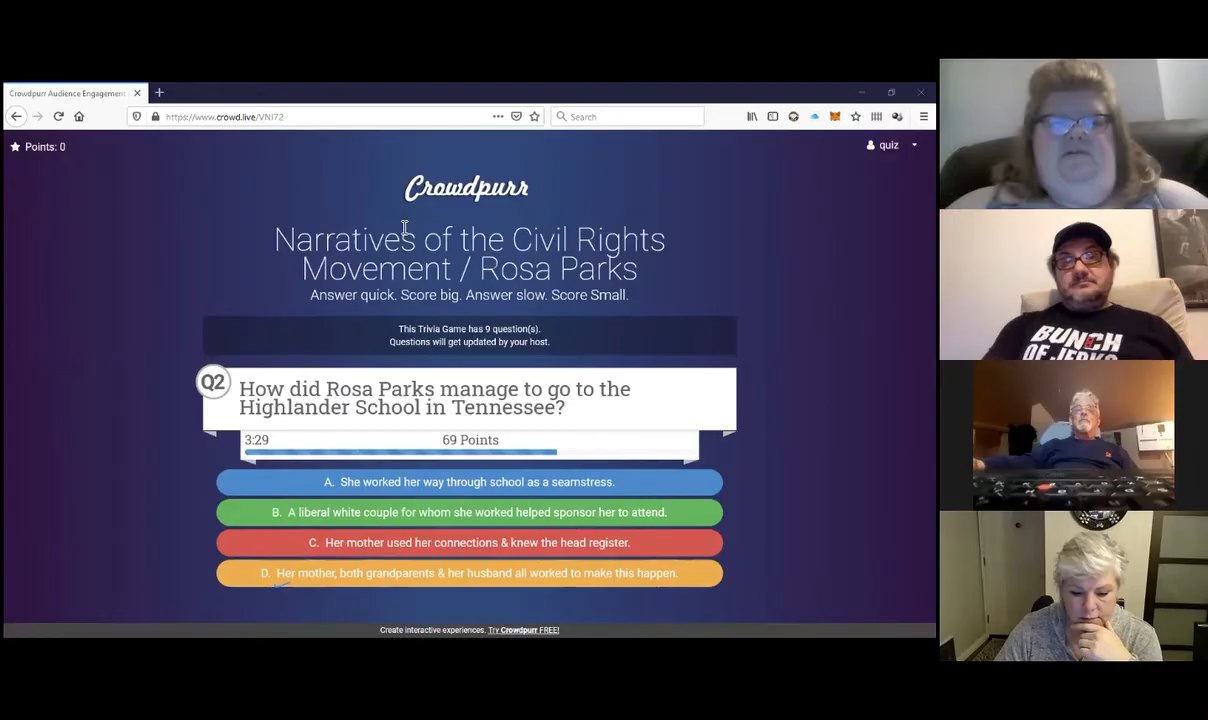 Crowdpurr Audience Engagement
https://www.crowd.live/VNI72
Search
Points: 0
quiz
Crowdpurr
Narratives of the Civil Rights
Movement / Rosa Parks
Answer quick. Score big. Answer slow. Score Small.
This Trivia Game has 9 question(s).
Questions will get updated by your host.
Q2
How did Rosa Parks manage to go to the
Highlander School in Tennessee?
3:29
69 Points
A. She worked her way through school as a seamstress.
B. A liberal white couple for whom she worked helped sponsor her to attend.
C. Her mother used her connections & knew the head register.
D. Her mother, both grandparents & her husband all worked to make this happen.
Create interactive experiences. Try Crowdpurr FREE!
BUNCH
OF JERKS